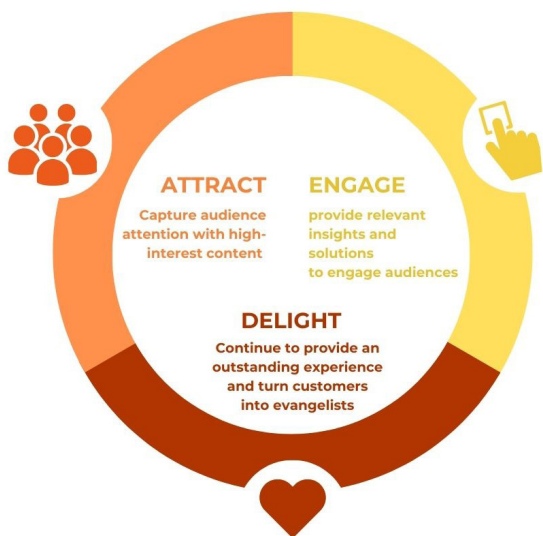 ATTRACT
Capture audience
attention with high-
interest content
ENGAGE
provide relevant
insights and
solutions
to engage audiences
DELIGHT
Continue to provide an
outstanding experience
and turn customers
into evangelists